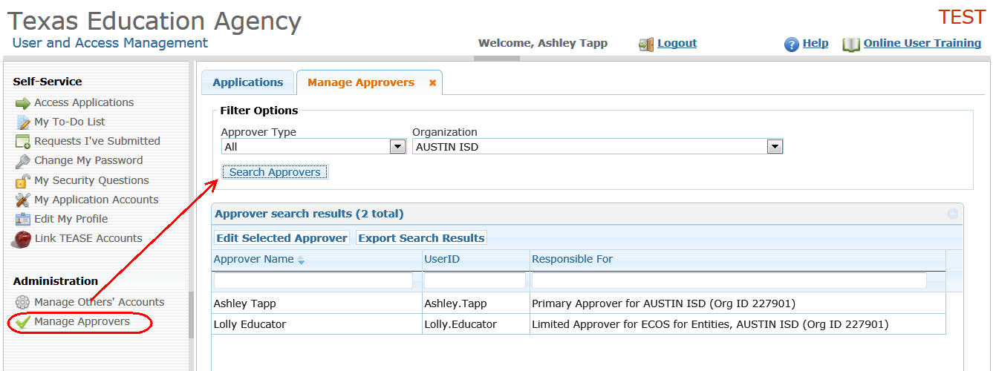 Texas Education Agency
TEST
User and Access Management
Welcome, Ashley Tapp
Logout
Help
Online User Training
Self-Service
Access Applications
My To-Do List
Requests I've Submitted
Change My Password
My Security Questions
My Application Accounts
Edit My Profile
Link TEASE Accounts
Administration
Manage Others' Accounts
Manage Approvers
Applications
Manage Approvers
Filter Options
Approver Type
Organization
All
AUSTIN ISD
Search Approvers
Approver search results (2 total)
Edit Selected Approver
Export Search Results
Approver Name
UserID
Responsible For
Ashley Tapp
Ashley.Tapp
Primary Approver for AUSTIN ISD (Org ID 227901)
Lolly Educator
Lolly.Educator
Limited Approver for ECOS for Entities, AUSTIN ISD (Org ID 227901)